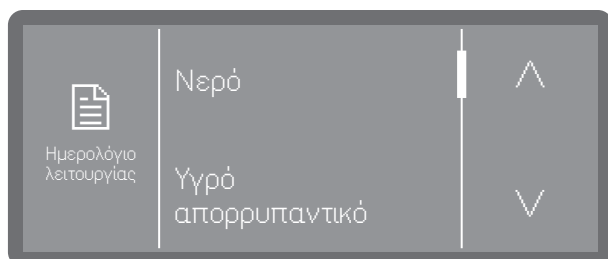 Ημερολόγιο
λειτουργίας
Νερό
Υγρό
απορρυπαντικό